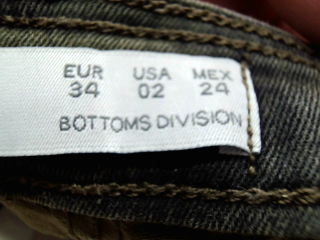 EUR USA MEX
34 02 24
BOTTOMS DIVISION